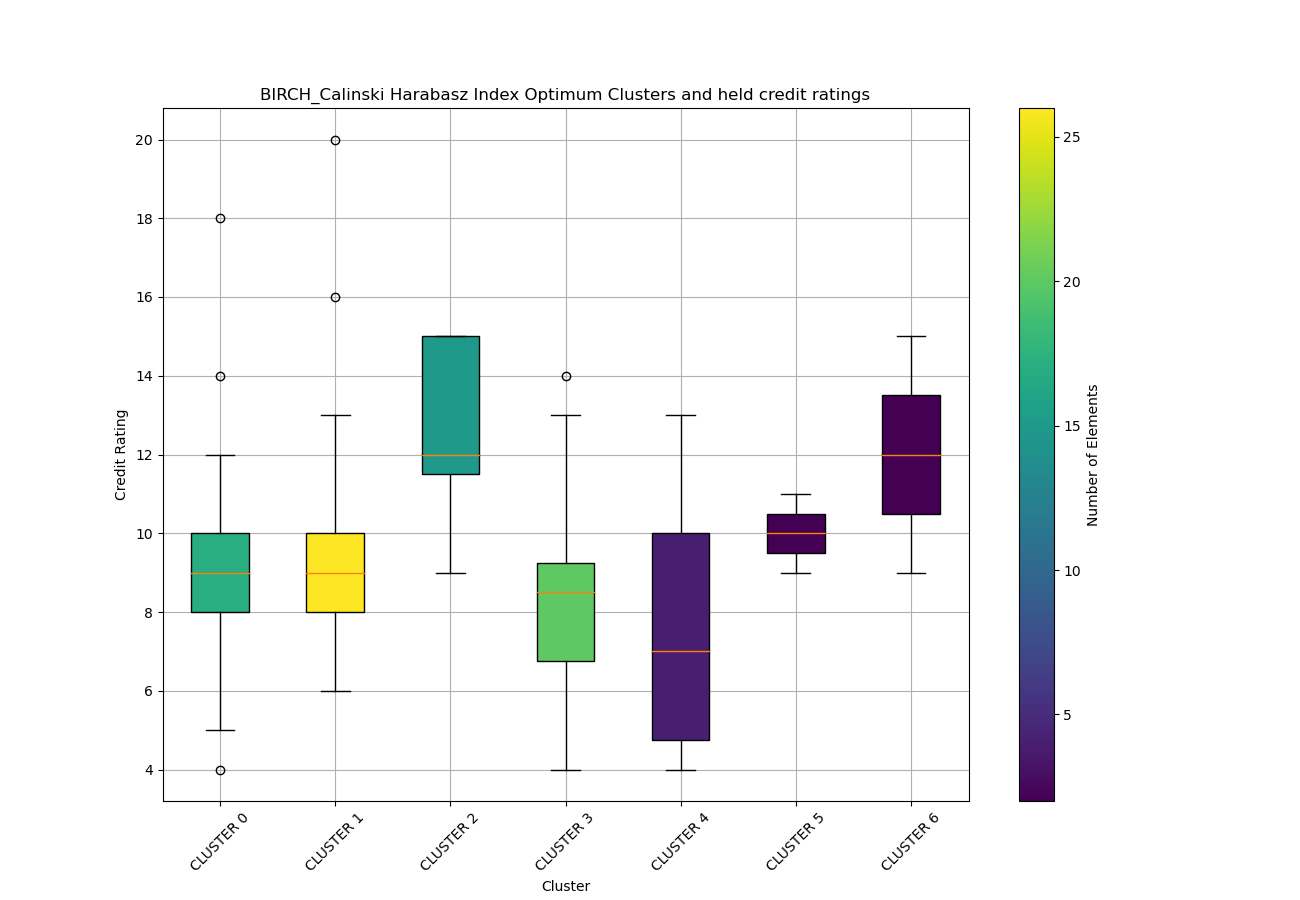 BIRCH_Calinski Harabasz Index Optimum Clusters and held credit ratings
20
18
16
14
12
10
8
6
4
Credit Rating
CLUSTER 0
CLUSTER 1
CLUSTER 2
CLUSTER 3
CLUSTER 4
CLUSTER 5
CLUSTER 6
Cluster
25
20
15
10
5
Number of Elements